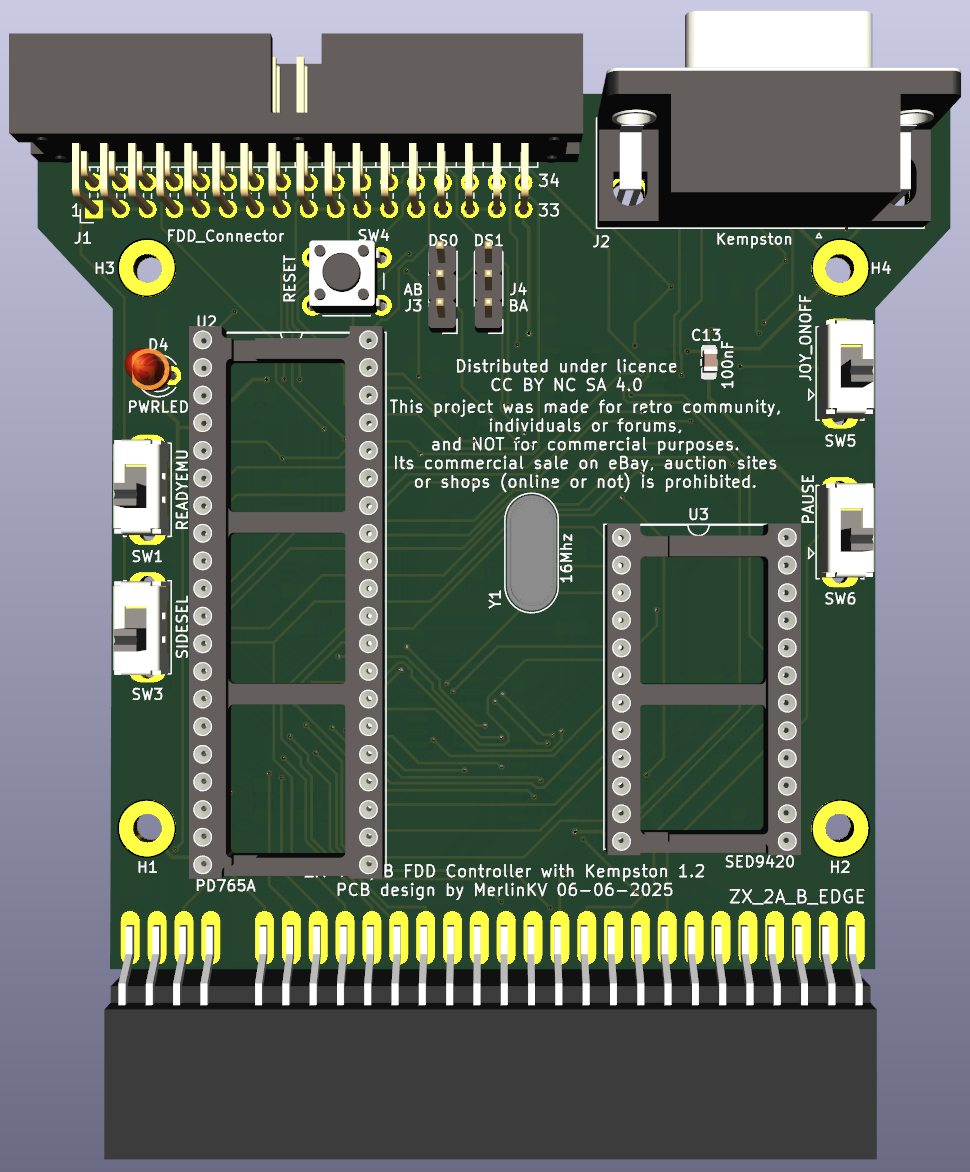 34
1
33
J1
FDD_Connector
SW4
DS0
DS1
J2
Kempston
H3
RESET
AB
J3
J4
BA
H4
U2
C13
100nF
JOY_ONOFF
D4
PWRLED
Distributed under licence
CC BY NC SA 4.0
This project was made for retro community,
individuals or forums,
and NOT for commercial purposes.
Its commercial sale on eBay, auction sites
or shops (online or not) is prohibited.
SW5
READYEMU
PAUSE
SW1
U3
16Mhz
Y1
SW6
SIDESEL
SW3
H1
H2
SED9420
B FDD Controller with Kempston 1.2
PD765A
PCB design by MerlinKV 06-06-2025
ZX_2A_B_EDGE